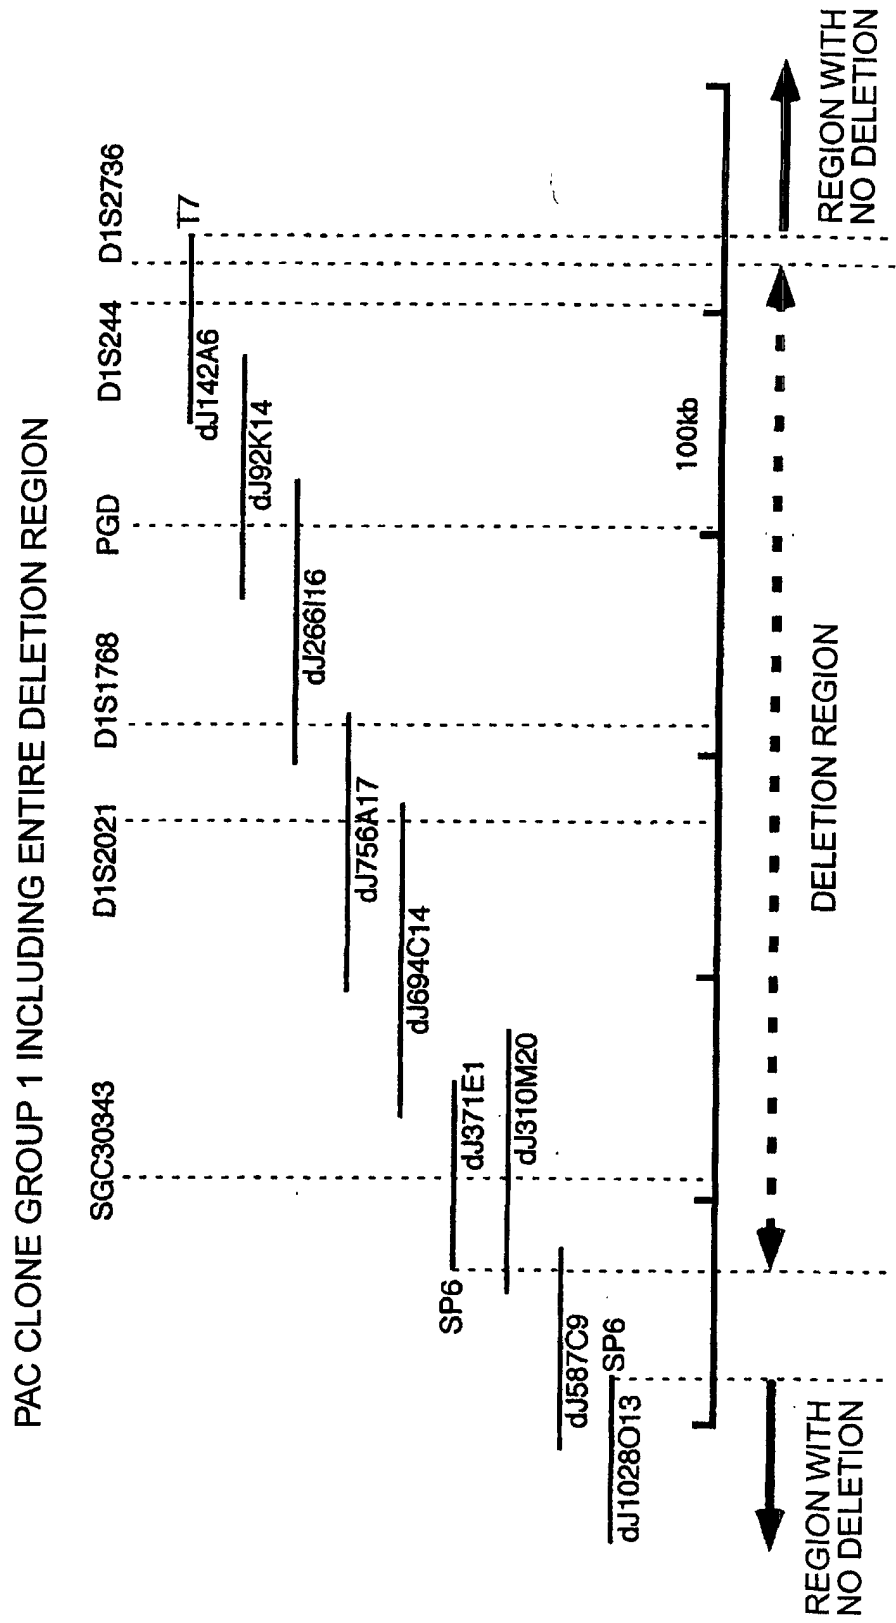 PAC CLONE GROUP 1 INCLUDING ENTIRE DELETION REGION
SGC30343
D1S2021
D1S1768
PGD
D1S244
D1S2736
T7
dJ142A6
dJ92K14
dJ266I16
dJ756A17
dJ694C14
dJ371E1
SP6
dJ310M20
dJ587C9
SP6
dJ1028O13
100kb
REGION WITH
NO DELETION
DELETION REGION
REGION WITH
NO DELETION